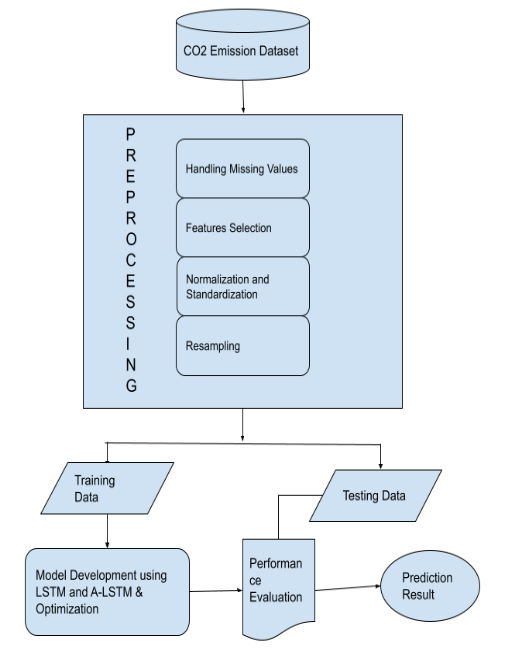 CO2 Emission Dataset
PREPROCESSING
Handling Missing Values
Features Selection
Normalization and
Standardization
Resampling
Training
Data
Testing Data
Model Development using
LSTM and A-LSTM &
Optimization
Performan
ce
Evaluation
Prediction
Result